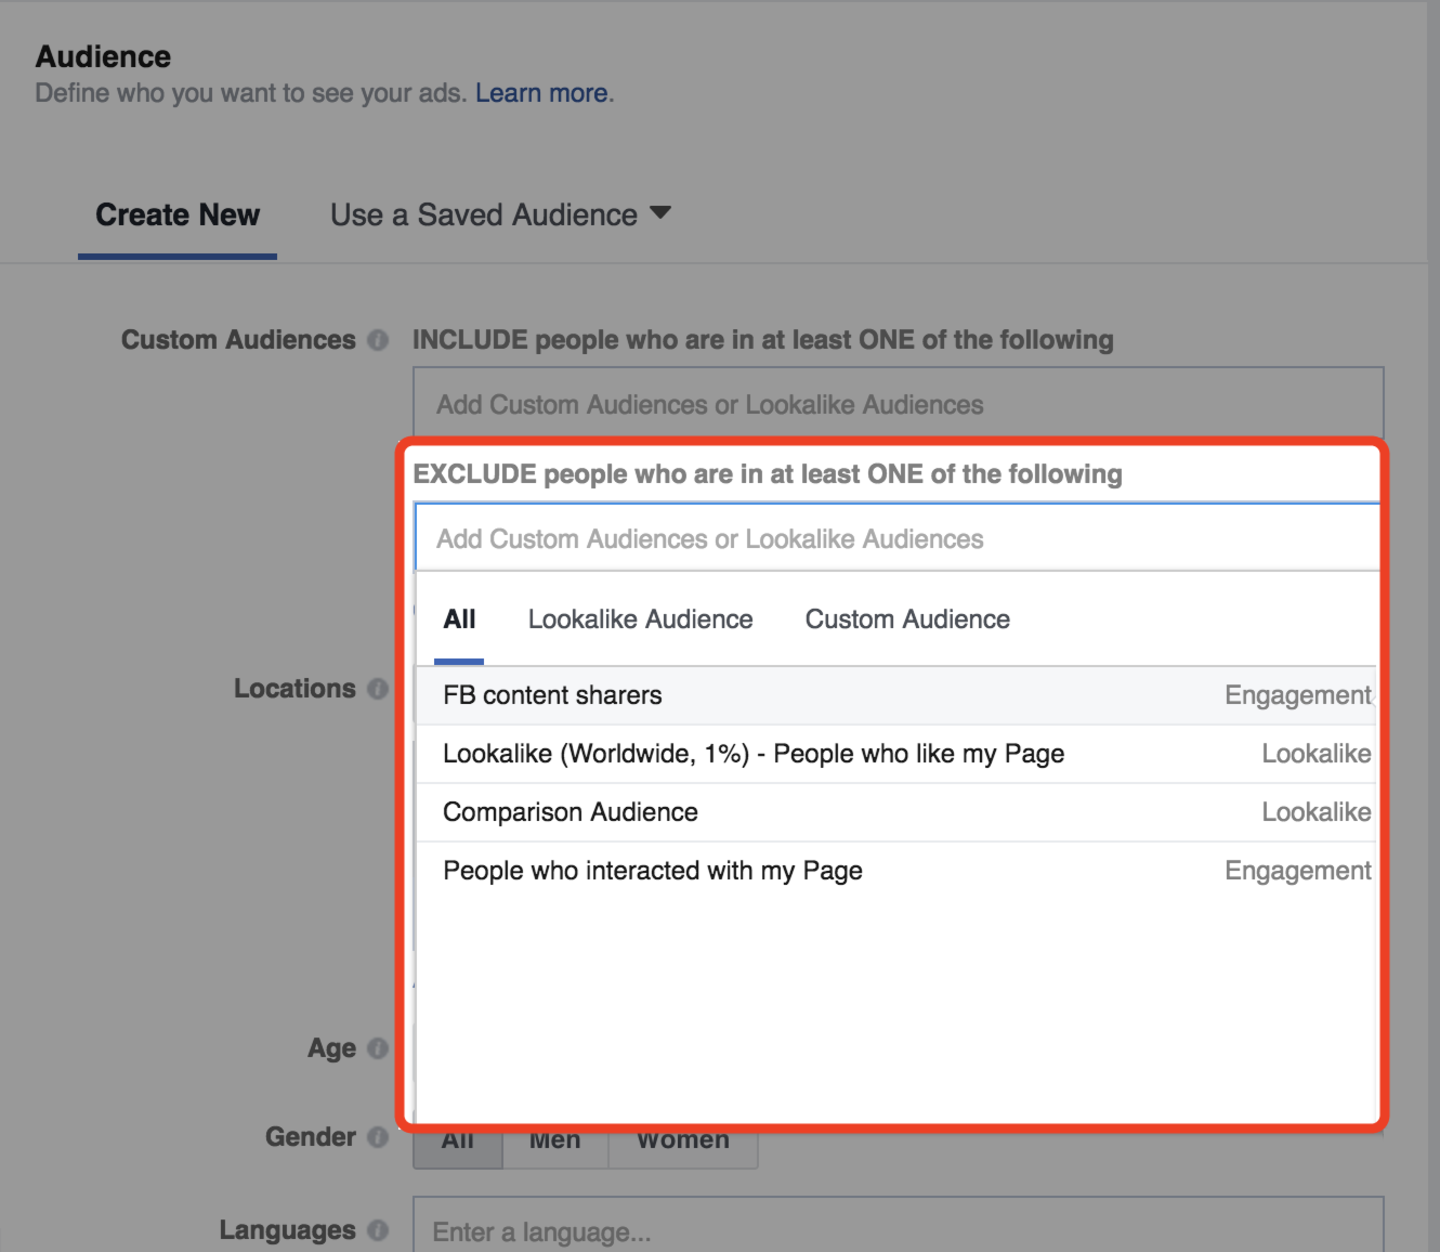 Audience
Define who you want to see your ads. Learn more.
Create New Use a Saved Audience
Custom Audiences INCLUDE people who are in at least ONE of the following
Add Custom Audiences or Lookalike Audiences
EXCLUDE people who are in at least ONE of the following
Add Custom Audiences or Lookalike Audiences
All Lookalike Audience Custom Audience
Locations
FB content sharers Engagement
Lookalike (Worldwide, 1%) - People who like my Page Lookalike
Comparison Audience Lookalike
People who interacted with my Page Engagement
Age
Gender All Men Women
Languages Enter a language...